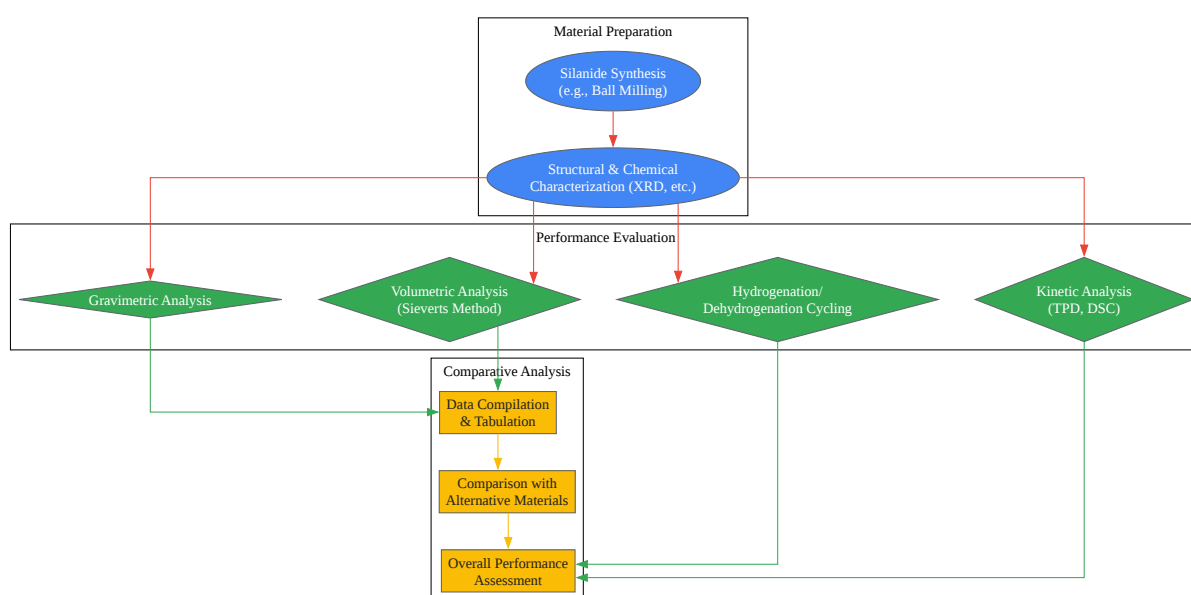 Material Preparation
Silanide Synthesis
(e.g., Ball Milling)
Structural & Chemical
Characterization (XRD, etc.)
Performance Evaluation
Gravimetric Analysis
Volumetric Analysis
(Sieverts Method)
Hydrogenation/
Dehydrogenation Cycling
Kinetic Analysis
(TPD, DSC)
Comparative Analysis
Data Compilation
& Tabulation
Comparison with
Alternative Materials
Overall Performance
Assessment